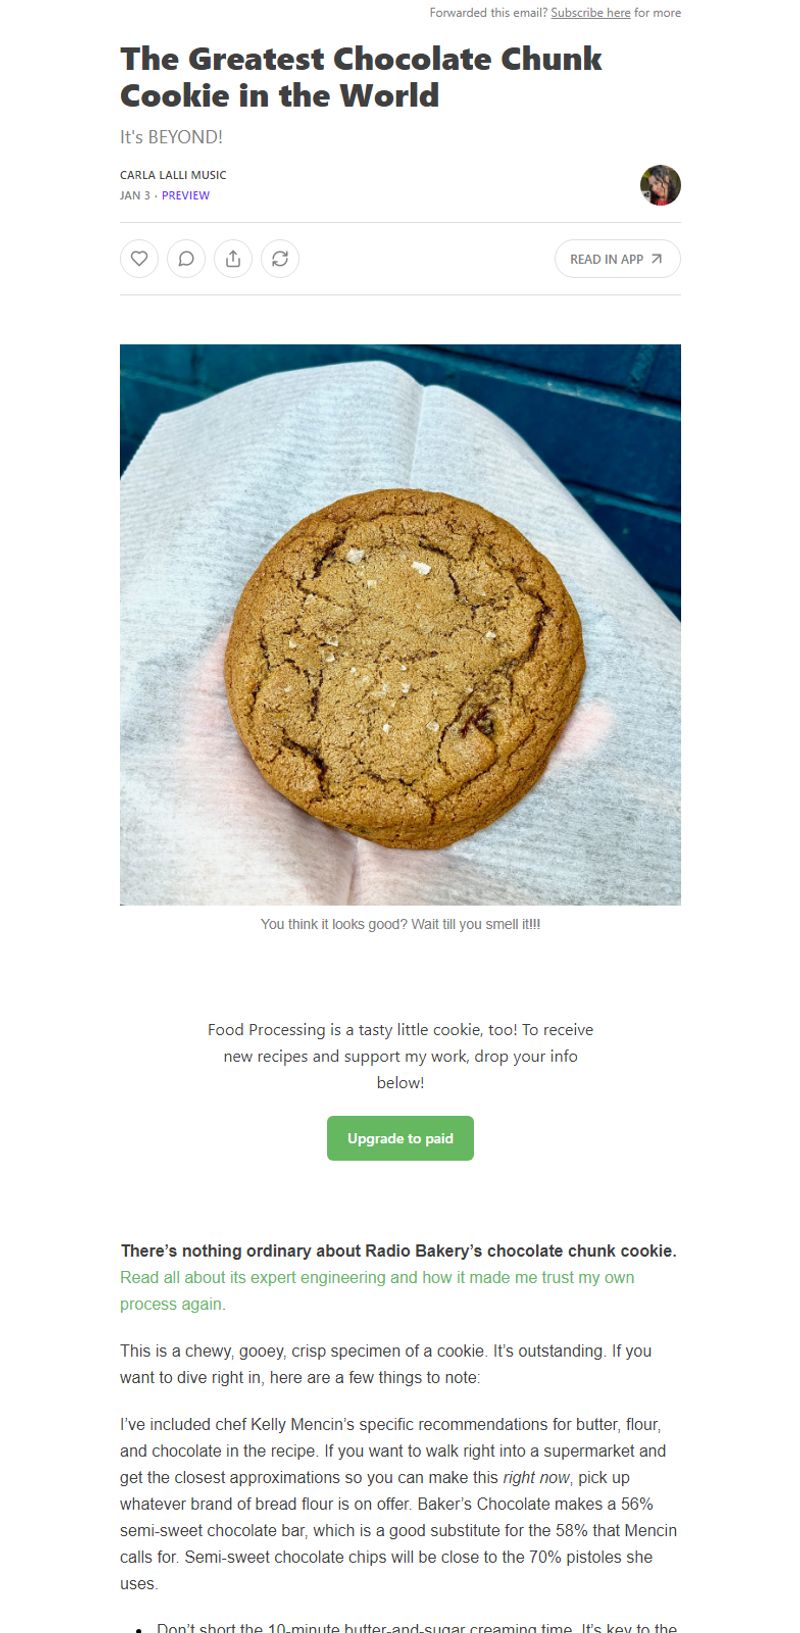 Forwarded this email? Subscribe here for more
The Greatest Chocolate Chunk
Cookie in the World
It's BEYOND!
CARLA LALLI MUSIC
JAN 3 · PREVIEW
READ IN APP
You think it looks good? Wait till you smell it!!!
Food Processing is a tasty little cookie, too! To receive
new recipes and support my work, drop your info
below!
Upgrade to paid
There’s nothing ordinary about Radio Bakery’s chocolate chunk cookie.
Read all about its expert engineering and how it made me trust my own
process again.
This is a chewy, gooey, crisp specimen of a cookie. It’s outstanding. If you
want to dive right in, here are a few things to note:
I’ve included chef Kelly Mencin’s specific recommendations for butter, flour,
and chocolate in the recipe. If you want to walk right into a supermarket and
get the closest approximations so you can make this right now, pick up
whatever brand of bread flour is on offer. Baker’s Chocolate makes a 56%
semi-sweet chocolate bar, which is a good substitute for the 58% that Mencin
calls for. Semi-sweet chocolate chips will be close to the 70% pistoles she
uses.
• Don’t short the 10-minute butter-and-sugar creaming time. It’s key to the